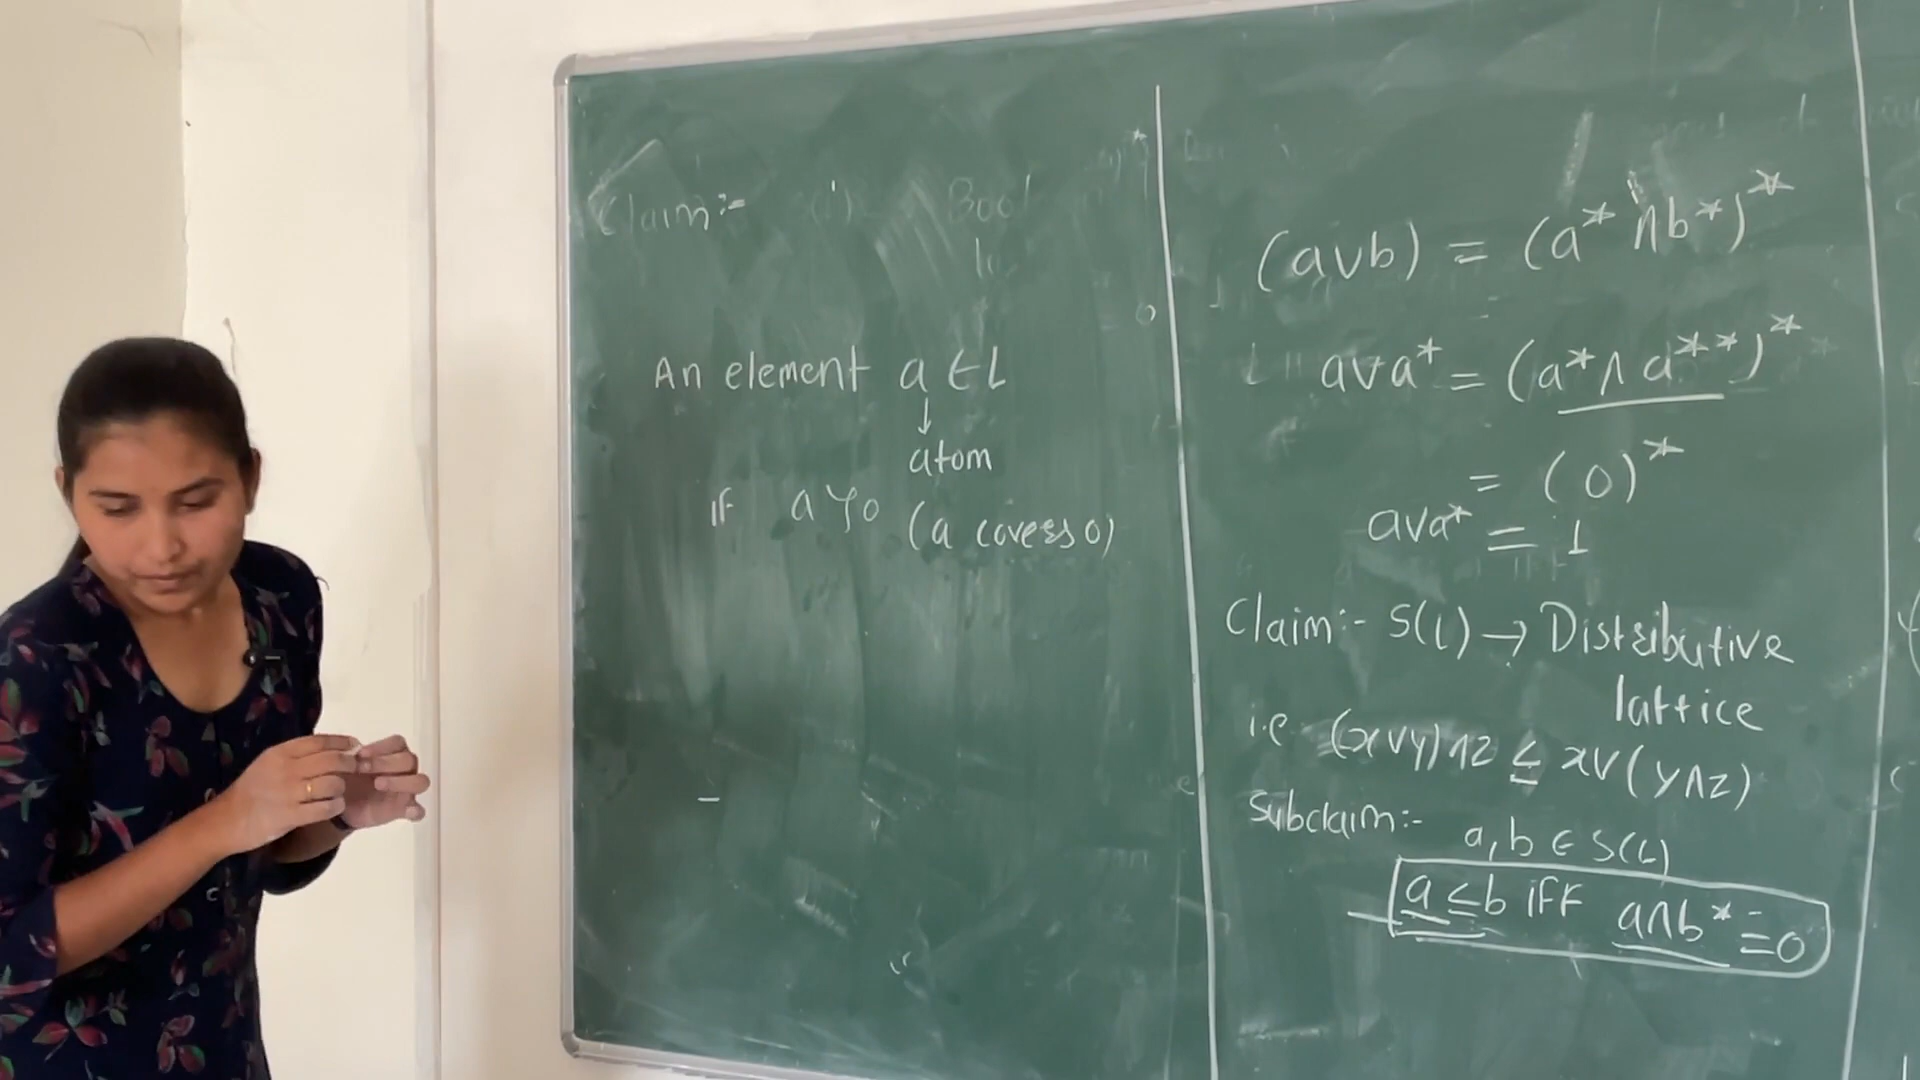 Claim:-
An element a ∈ L
↓
atom
if a ≻ 0 (a covers 0)
(a∨b) = (a* ∧ b*)*
a∨a* = (a* ∧ a**)*
= (0)*
a∨a* = 1
Claim:- S(L) → Distributive
lattice
i.e. (x∨y)∧z ≤ x∨(y∧z)
Subclaim:-
a, b ∈ S(L)
a ≤ b iff a∧b* = 0